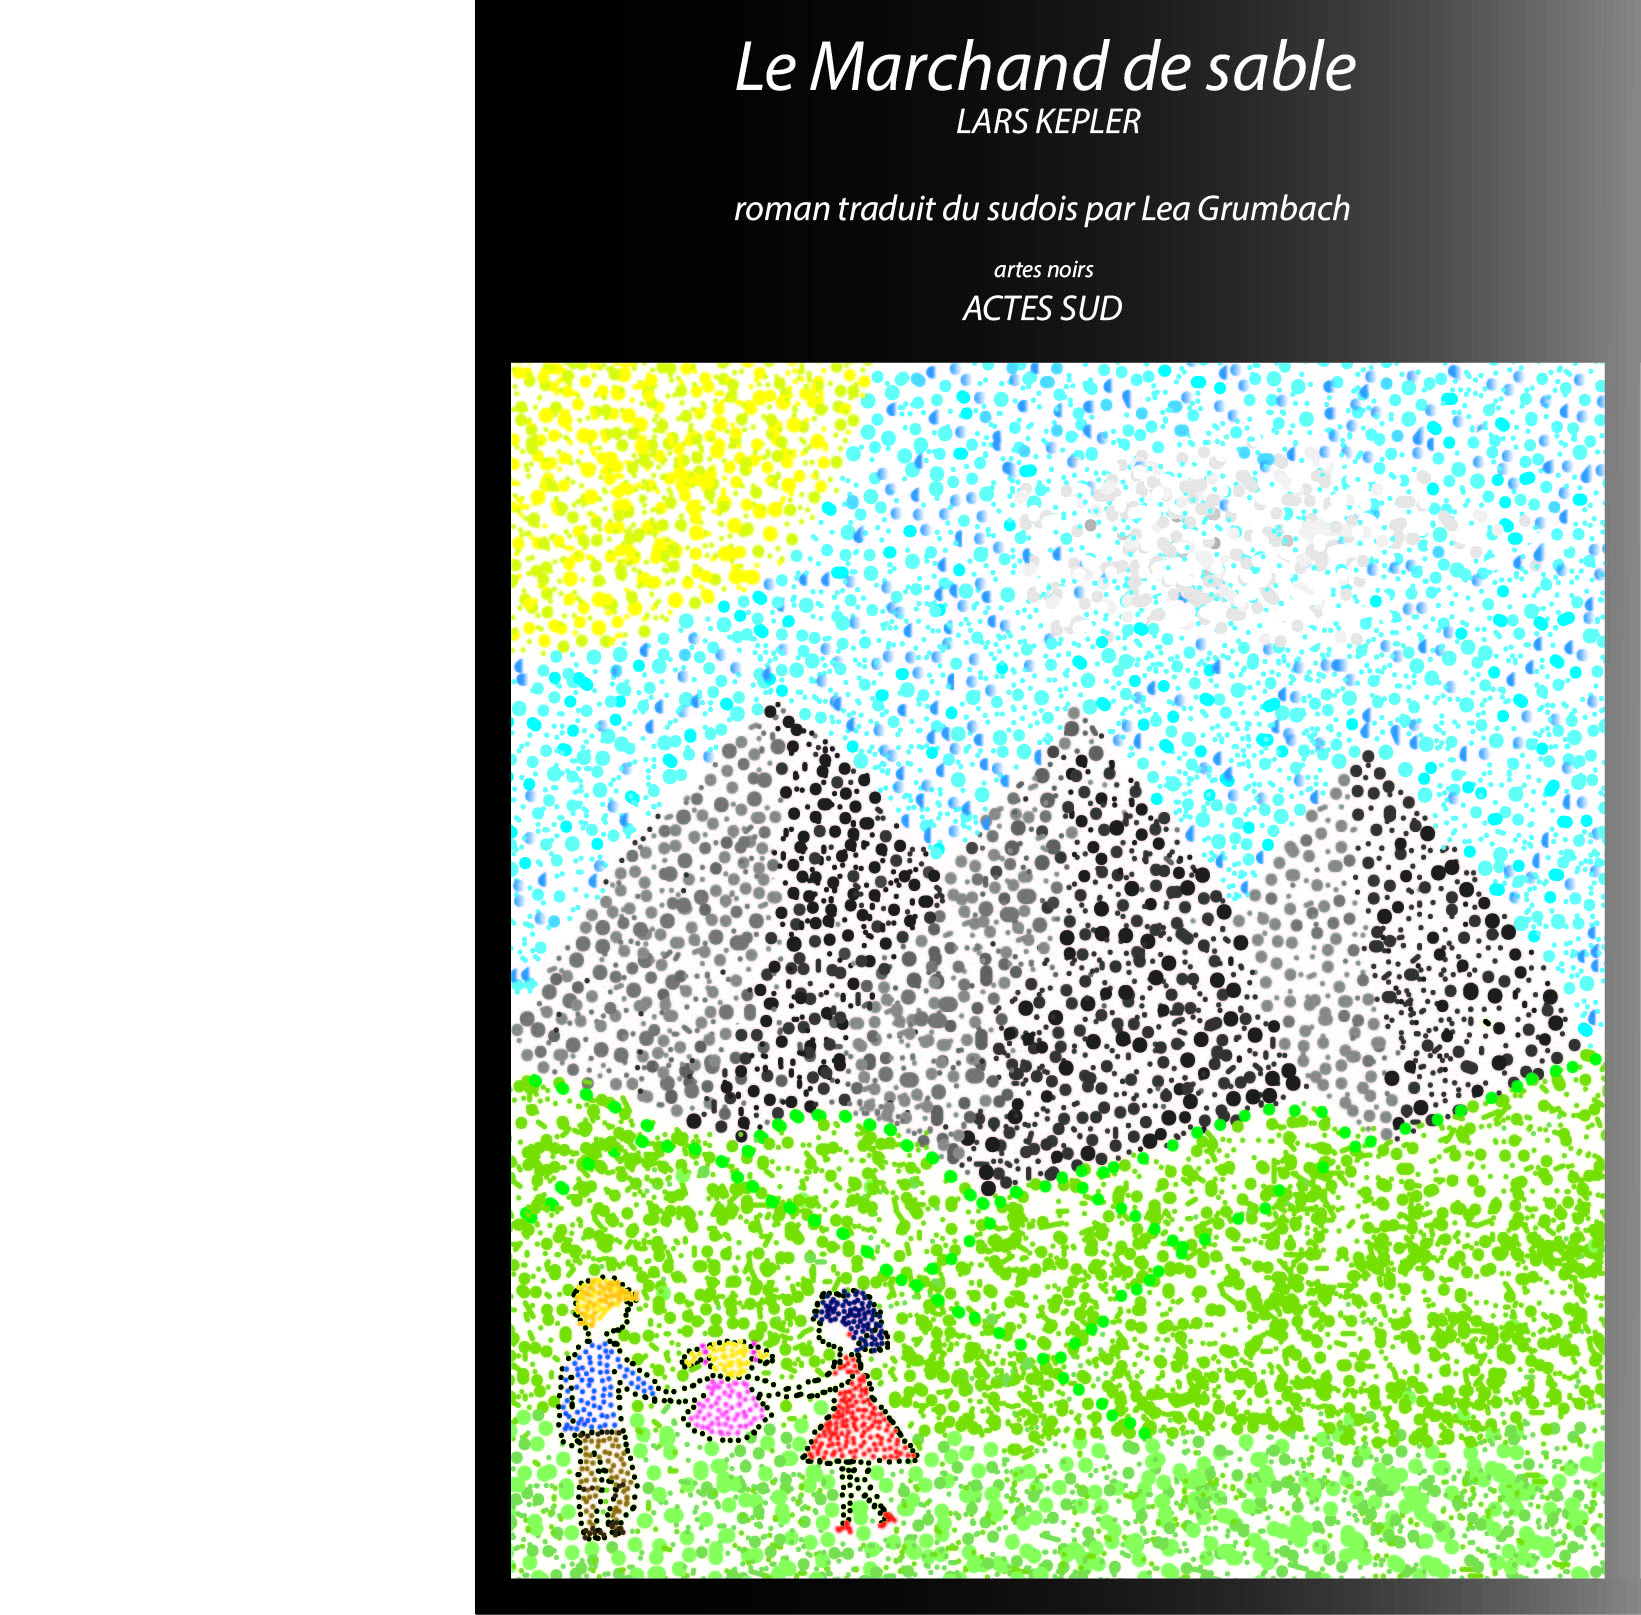 Le Marchand de sable
LARS KEPLER
roman traduit du sudois par Lea Grumbach
artes noirs
ACTES SUD